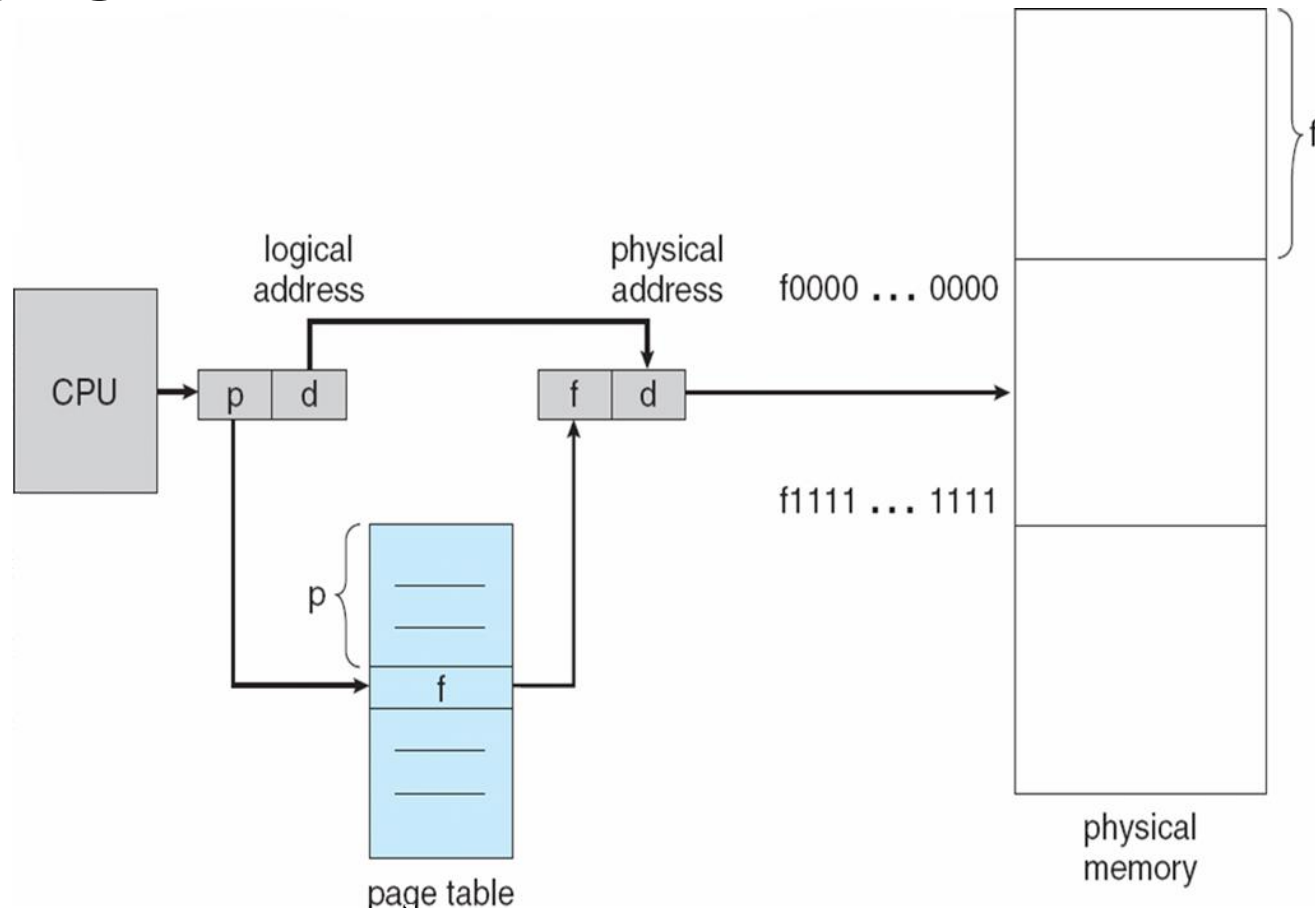 logical
address
physical
address
f0000 ... 0000
f
CPU
p
d
f
d
f1111 ... 1111
p
f
physical
memory
page table